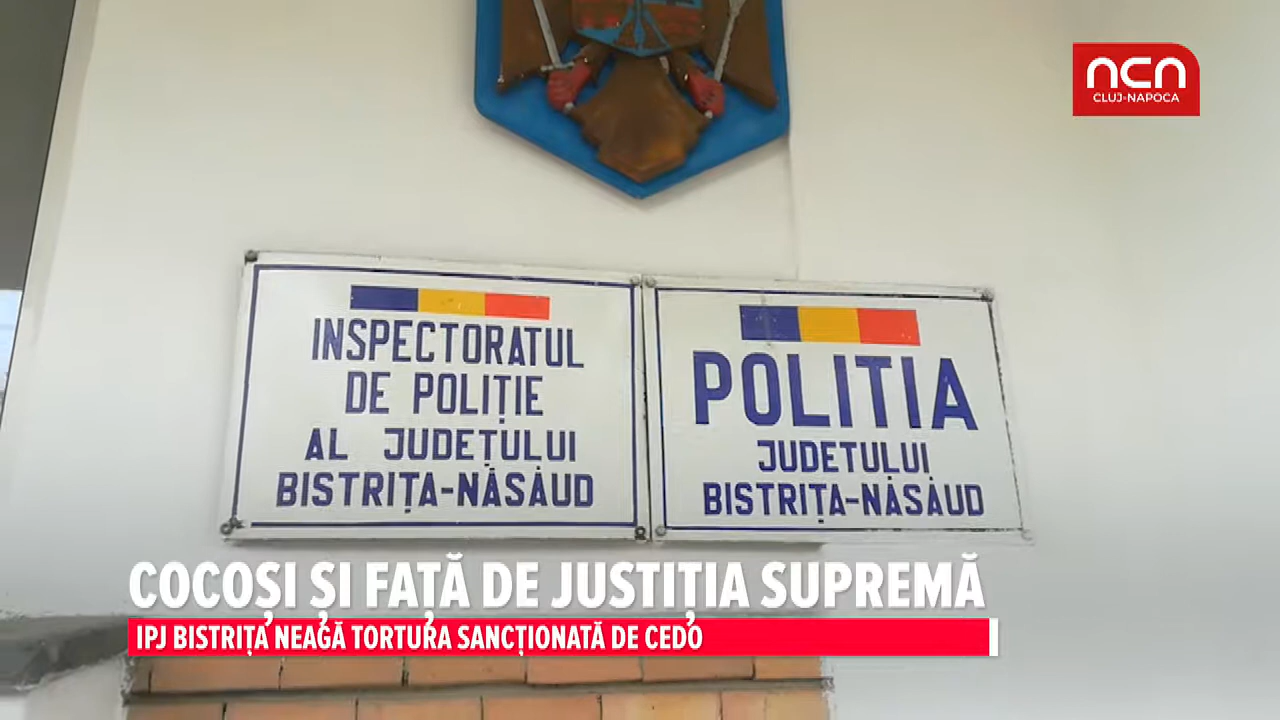 ncn
CLUJ-NAPOCA
INSPECTORATUL
DE POLIȚIE
AL JUDEȚULUI
BISTRIȚA-NĂSĂUD
POLITIA
JUDETULUI
BISTRIȚA-NĂSĂUD
COCOȘI ȘI FAȚĂ DE JUSTIȚIA SUPREMĂ
IPJ BISTRIȚA NEAGĂ TORTURA SANCȚIONATĂ DE CEDO